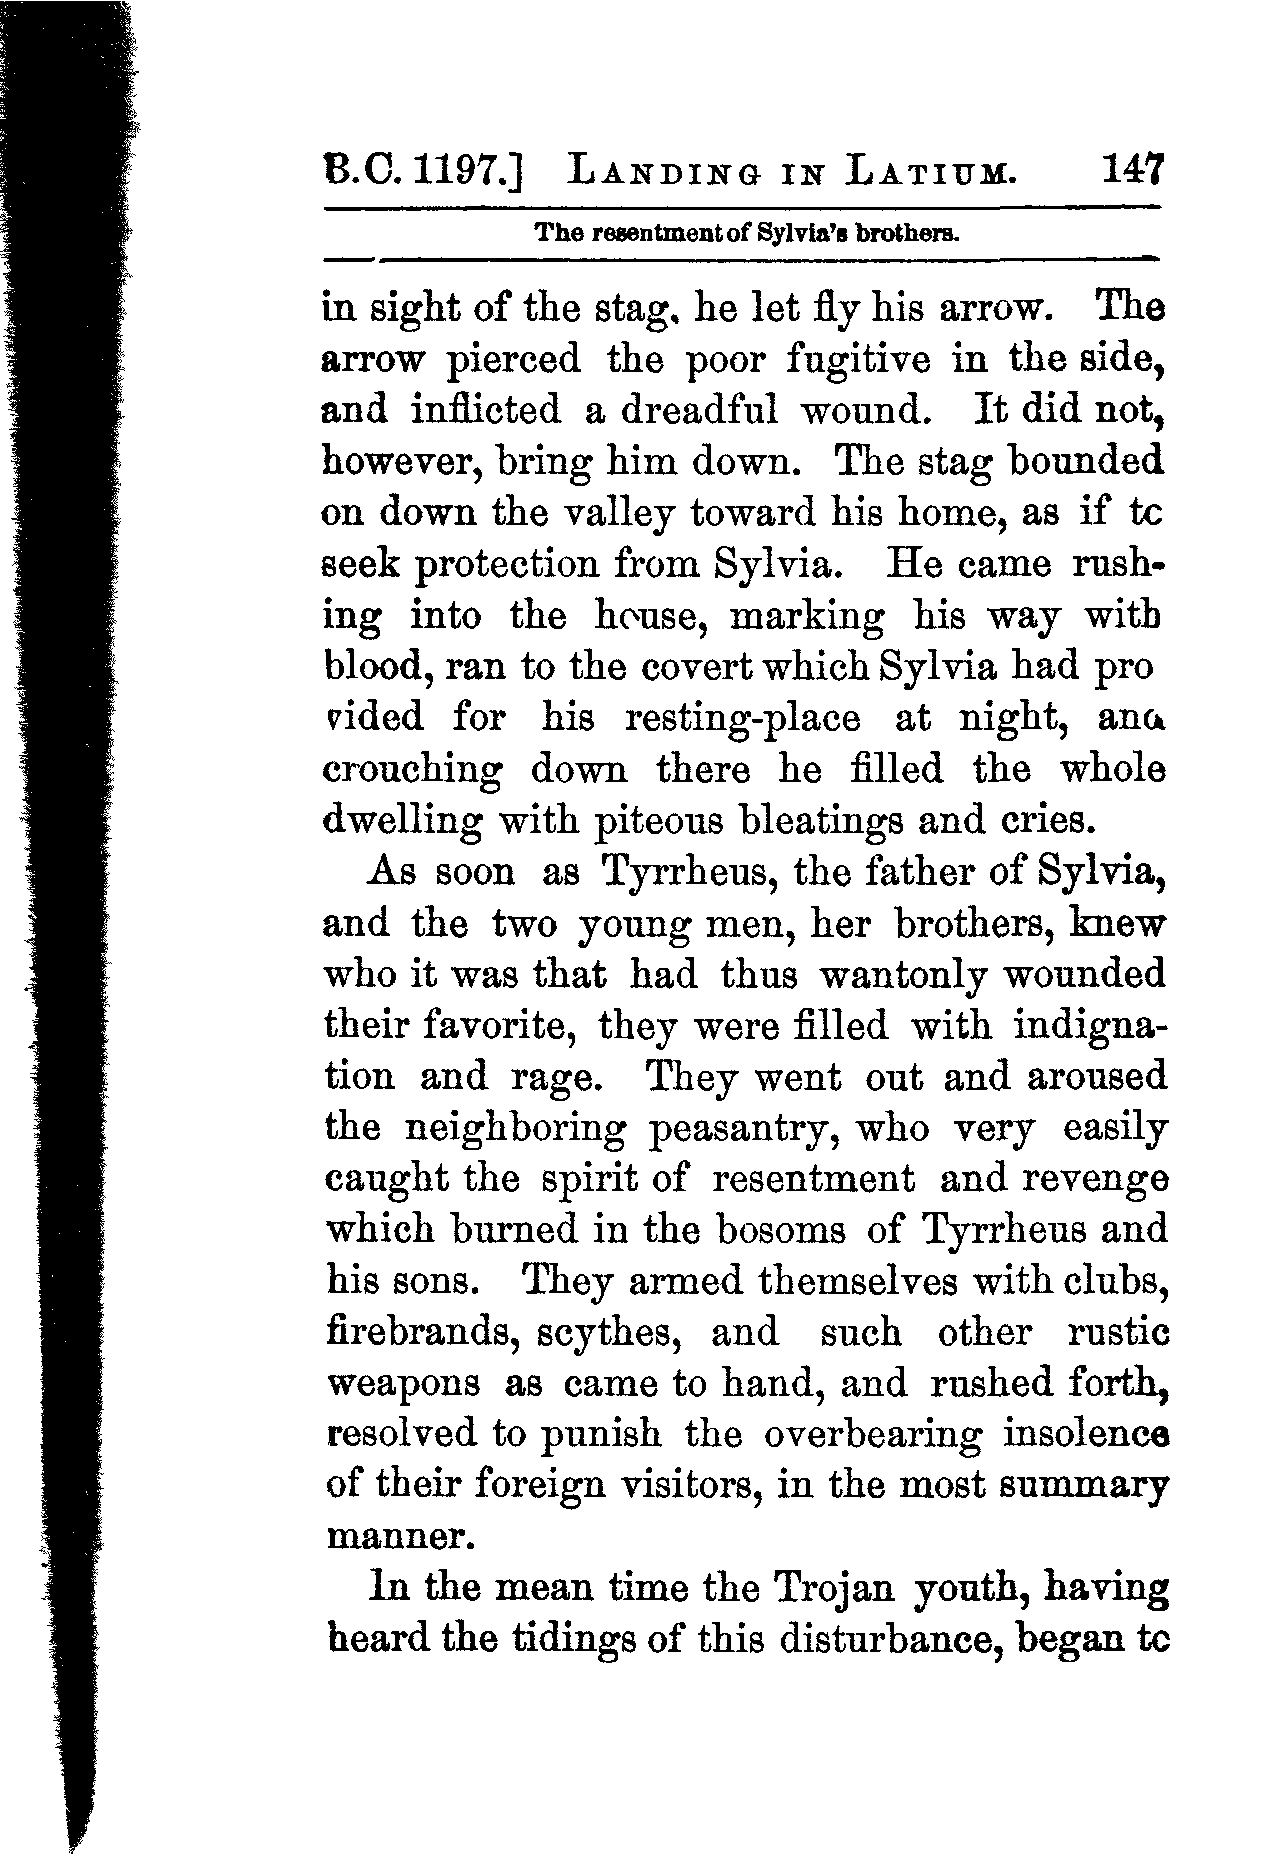 B.C. 1197.] LANDING IN LATIUM. 147
The resentment of Sylvia's brothers.
in sight of the stag, he let fly his arrow. The
arrow pierced the poor fugitive in the side,
and inflicted a dreadful wound. It did not,
however, bring him down. The stag bounded
on down the valley toward his home, as if to
seek protection from Sylvia. He came rush-
ing into the house, marking his way with
blood, ran to the covert which Sylvia had pro
vided for his resting-place at night, and
crouching down there he filled the whole
dwelling with piteous bleatings and cries.
As soon as Tyrrheus, the father of Sylvia,
and the two young men, her brothers, knew
who it was that had thus wantonly wounded
their favorite, they were filled with indigna-
tion and rage. They went out and aroused
the neighboring peasantry, who very easily
caught the spirit of resentment and revenge
which burned in the bosoms of Tyrrheus and
his sons. They armed themselves with clubs,
firebrands, scythes, and such other rustic
weapons as came to hand, and rushed forth,
resolved to punish the overbearing insolence
of their foreign visitors, in the most summary
manner.
In the mean time the Trojan youth, having
heard the tidings of this disturbance, began to